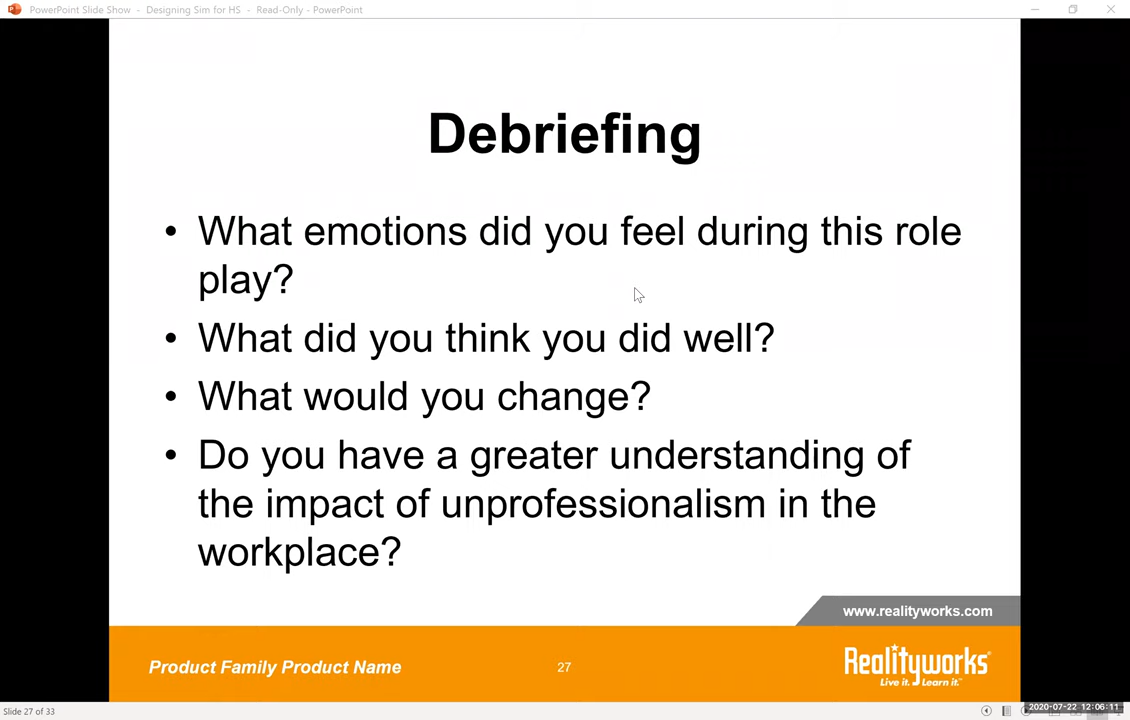 PowerPoint Slide Show - Designing Sim for HS - Read-Only - PowerPoint
Debriefing
• What emotions did you feel during this role
play?
• What did you think you did well?
• What would you change?
• Do you have a greater understanding of
the impact of unprofessionalism in the
workplace?
www.realityworks.com
Product Family Product Name
27
Realityworks®
Live it. Learn it.™
Slide 27 of 33
2020-07-22 12:06:11